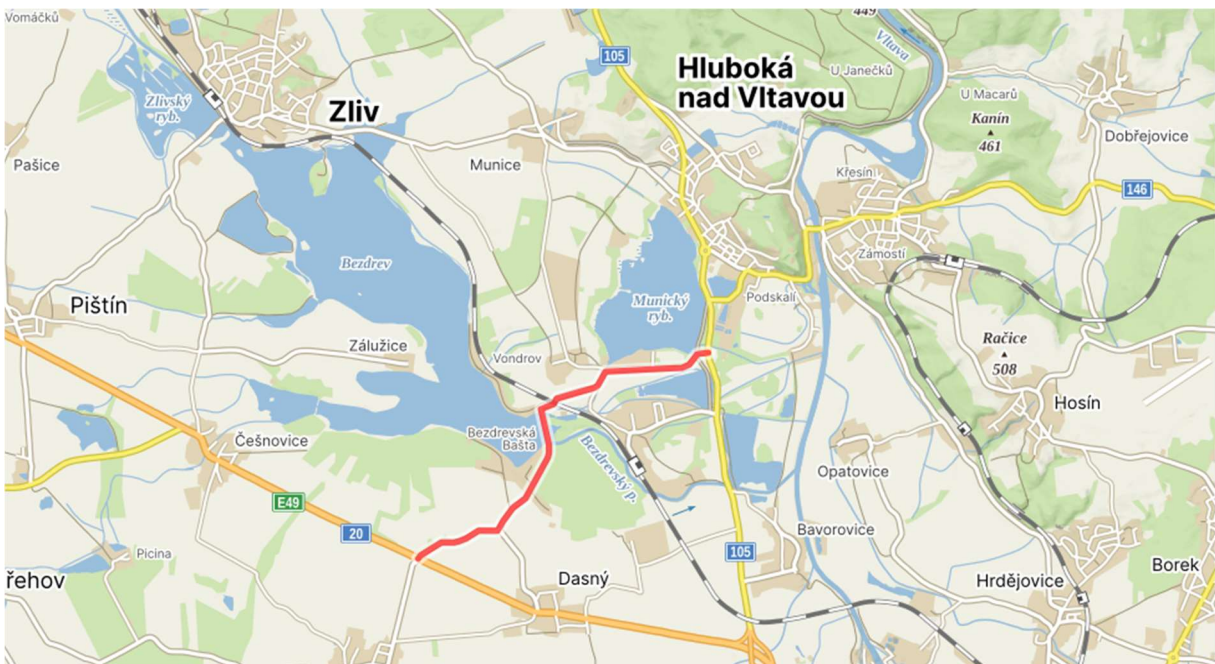 Vomáčků
449
105
Vltava
Hluboká
nad Vltavou
U Janečků
Zlivský
ryb.
Zliv
U Macarů
Kanín
461
Dobřejovice
Pašice
Munice
Křesín
146
Bezdrev
Zámostí
Pištín
Munický
ryb.
Podskalí
Zálužice
Vondrov
Račice
508
Hosín
Češnovice
Bezdrevská
Bašta
Bezdrevský p.
Opatovice
E49
20
Bavorovice
105
Picina
řehov
Dasný
Hrdějovice
Borek